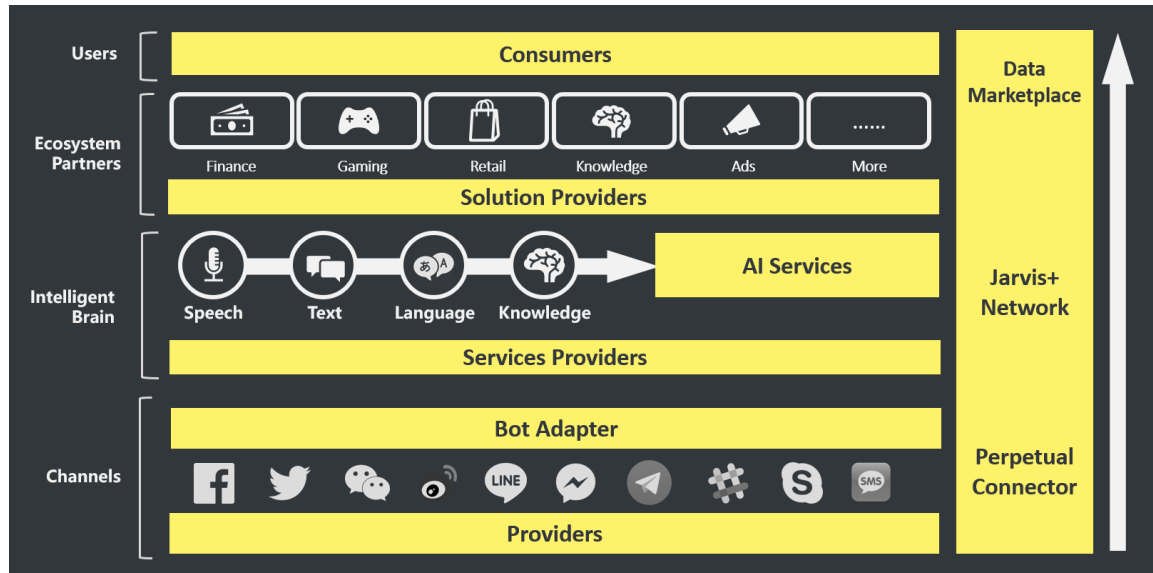 Users
Consumers
Data
Marketplace
Ecosystem
Partners
Finance
Gaming
Retail
Knowledge
Ads
......
More
Solution Providers
Intelligent
Brain
あ A
Speech
Text
Language
Knowledge
AI Services
Jarvis+
Network
Services Providers
Channels
Bot Adapter
f
LINE
S
SMS
Perpetual
Connector
Providers